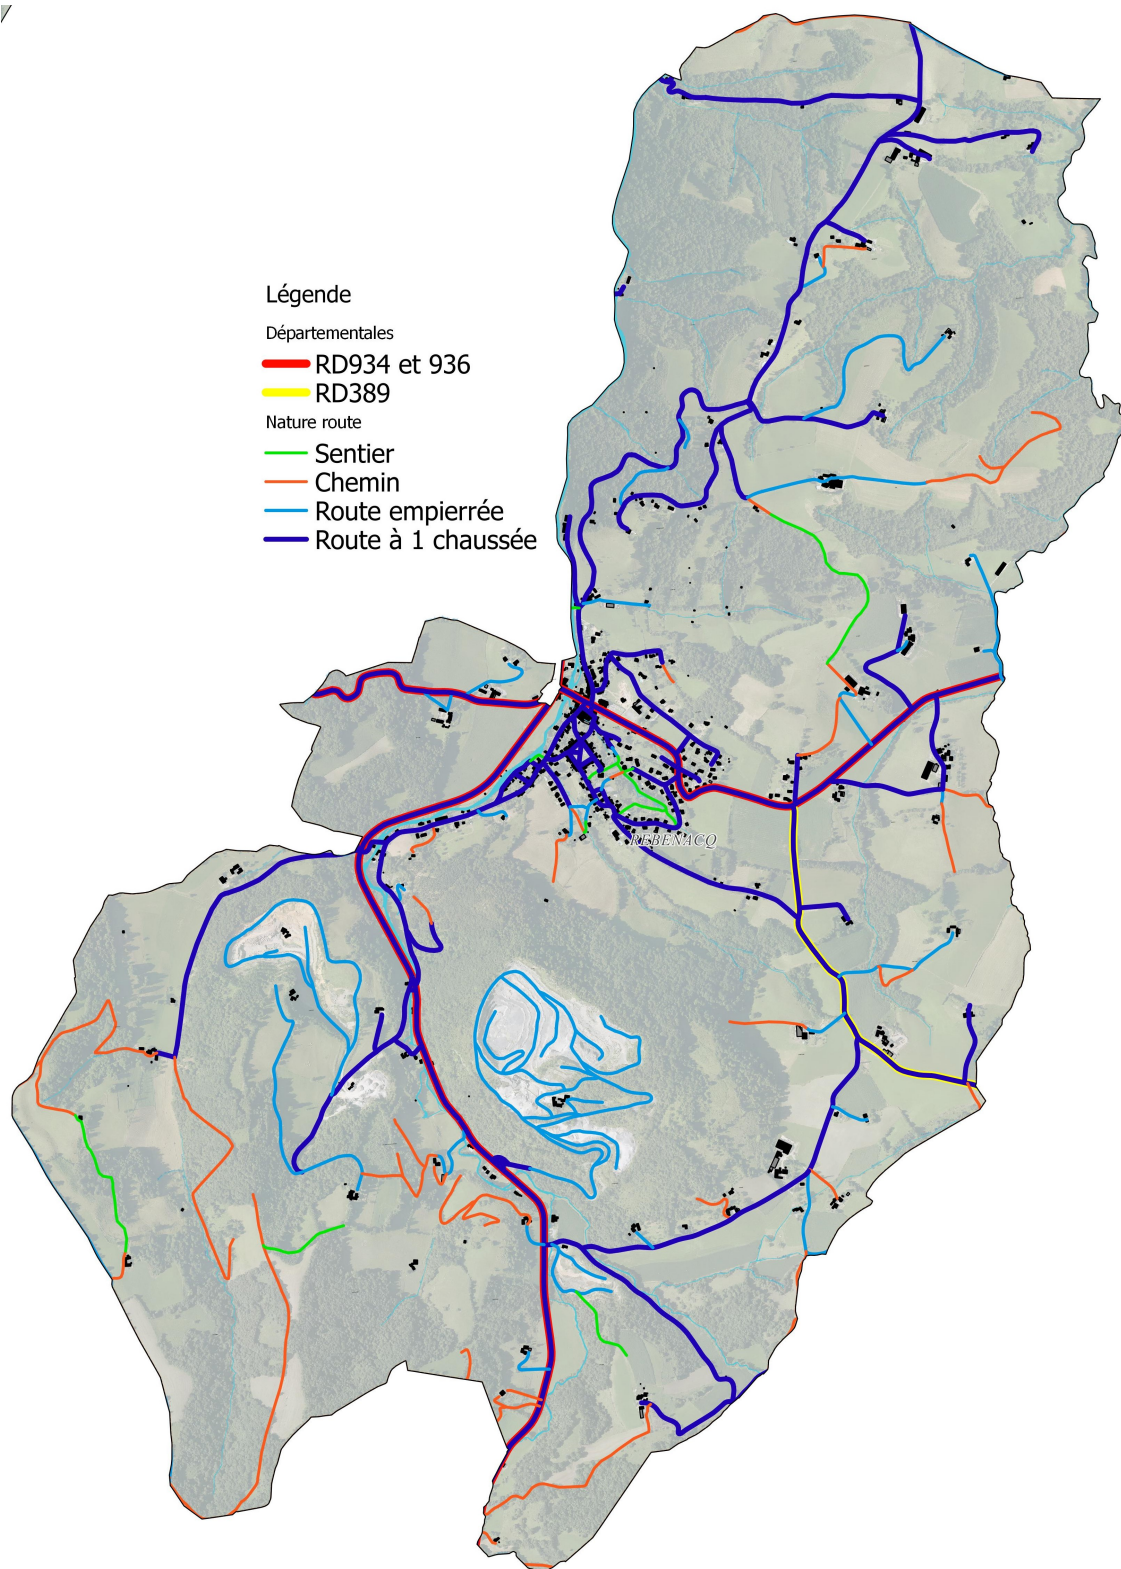 Légende
Départementales
RD934 et 936
RD389
Nature route
Sentier
Chemin
Route empierrée
Route à 1 chaussée
REBENACQ